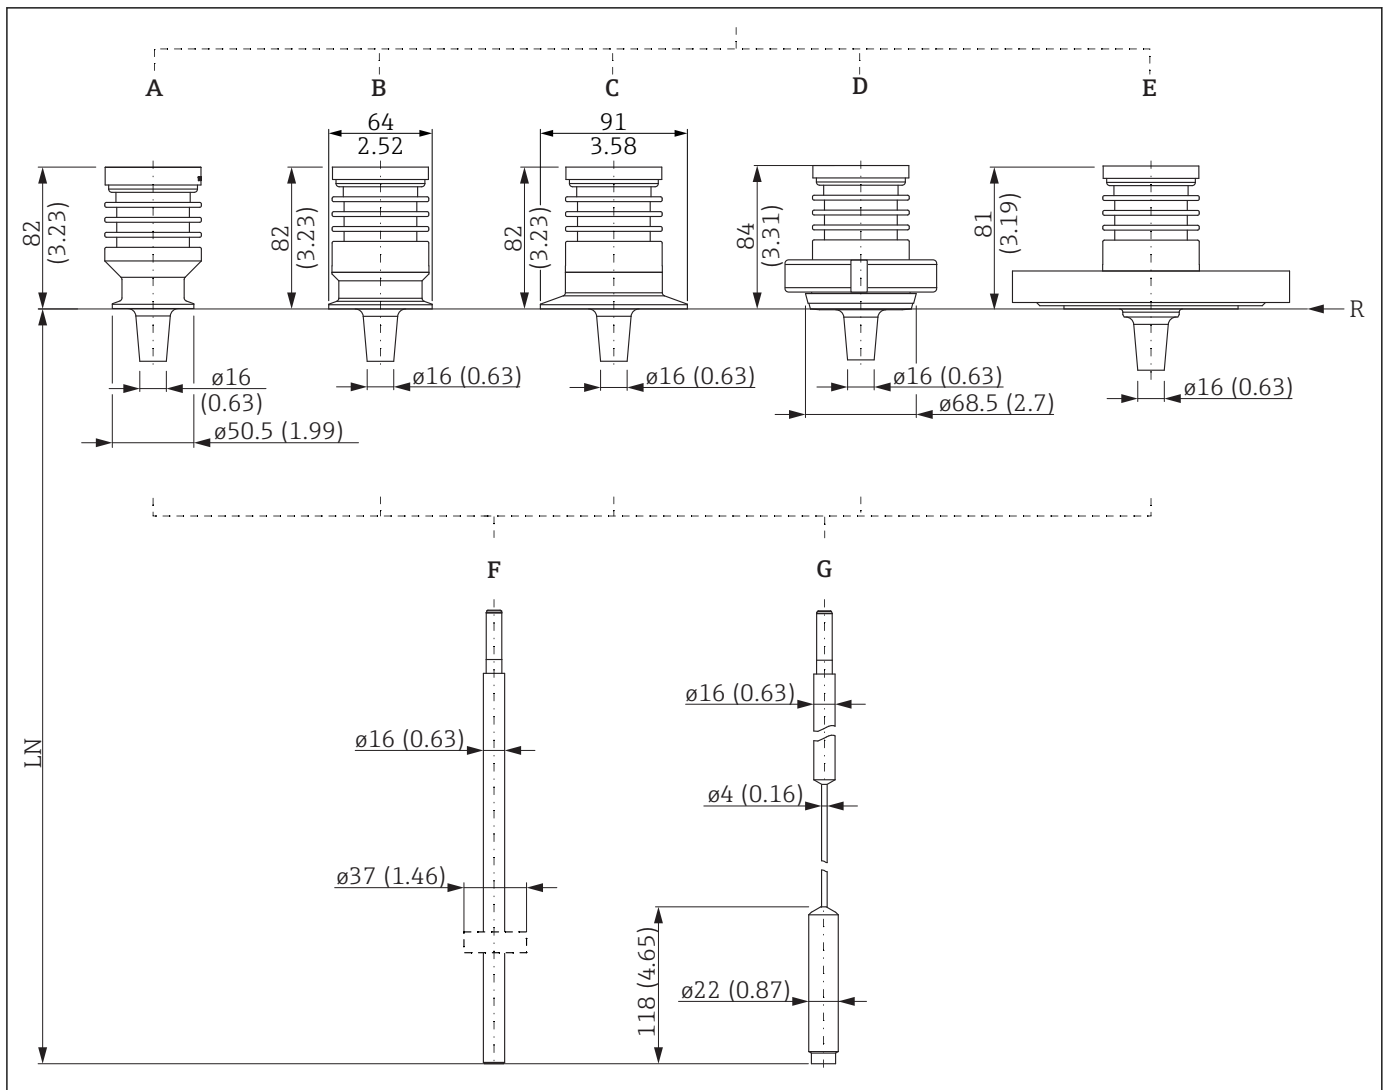 A B C D E
64
2.52
91
3.58
82
(3.23)
82
(3.23)
82
(3.23)
84
(3.31)
81
(3.19)
R
ø16
(0.63)
ø50.5 (1.99)
ø16 (0.63)
ø16 (0.63)
ø16 (0.63)
ø68.5 (2.7)
ø16 (0.63)
F G
LN
ø16 (0.63)
ø37 (1.46)
ø16 (0.63)
ø4 (0.16)
118 (4.65)
ø22 (0.87)